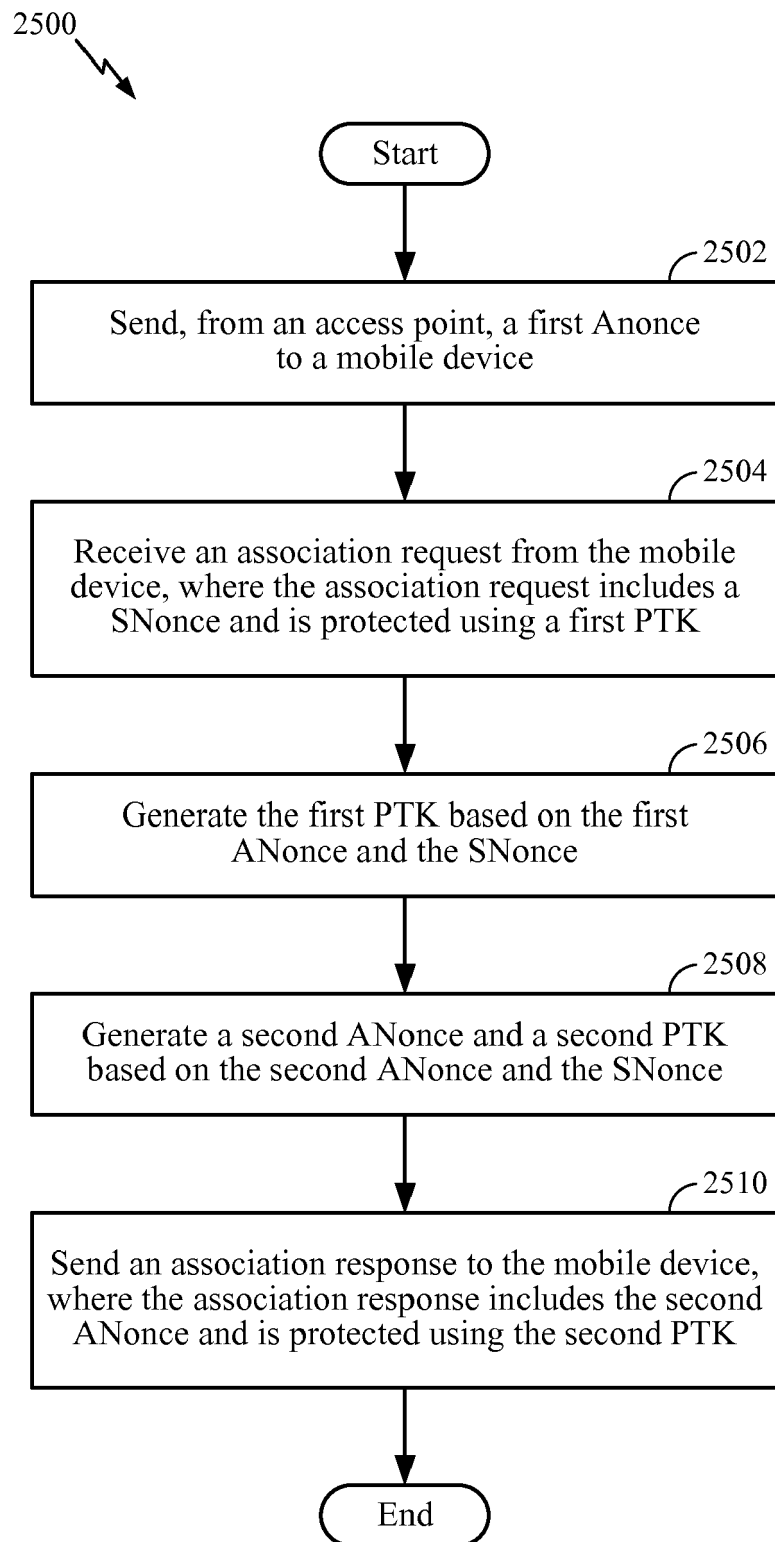 2500
Start
2502
Send, from an access point, a first Anonce
to a mobile device
2504
Receive an association request from the mobile
device, where the association request includes a
SNonce and is protected using a first PTK
2506
Generate the first PTK based on the first
ANonce and the SNonce
2508
Generate a second ANonce and a second PTK
based on the second ANonce and the SNonce
2510
Send an association response to the mobile device,
where the association response includes the second
ANonce and is protected using the second PTK
End